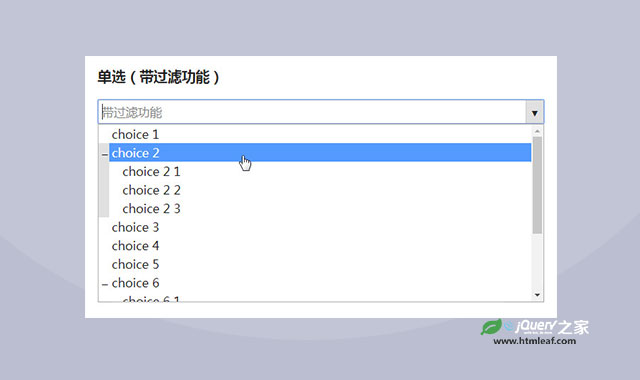 单选（带过滤功能）
带过滤功能
choice 1
choice 2
choice 2 1
choice 2 2
choice 2 3
choice 3
choice 4
choice 5
choice 6
choice 6 1
jQuery之家
www.htmleaf.com